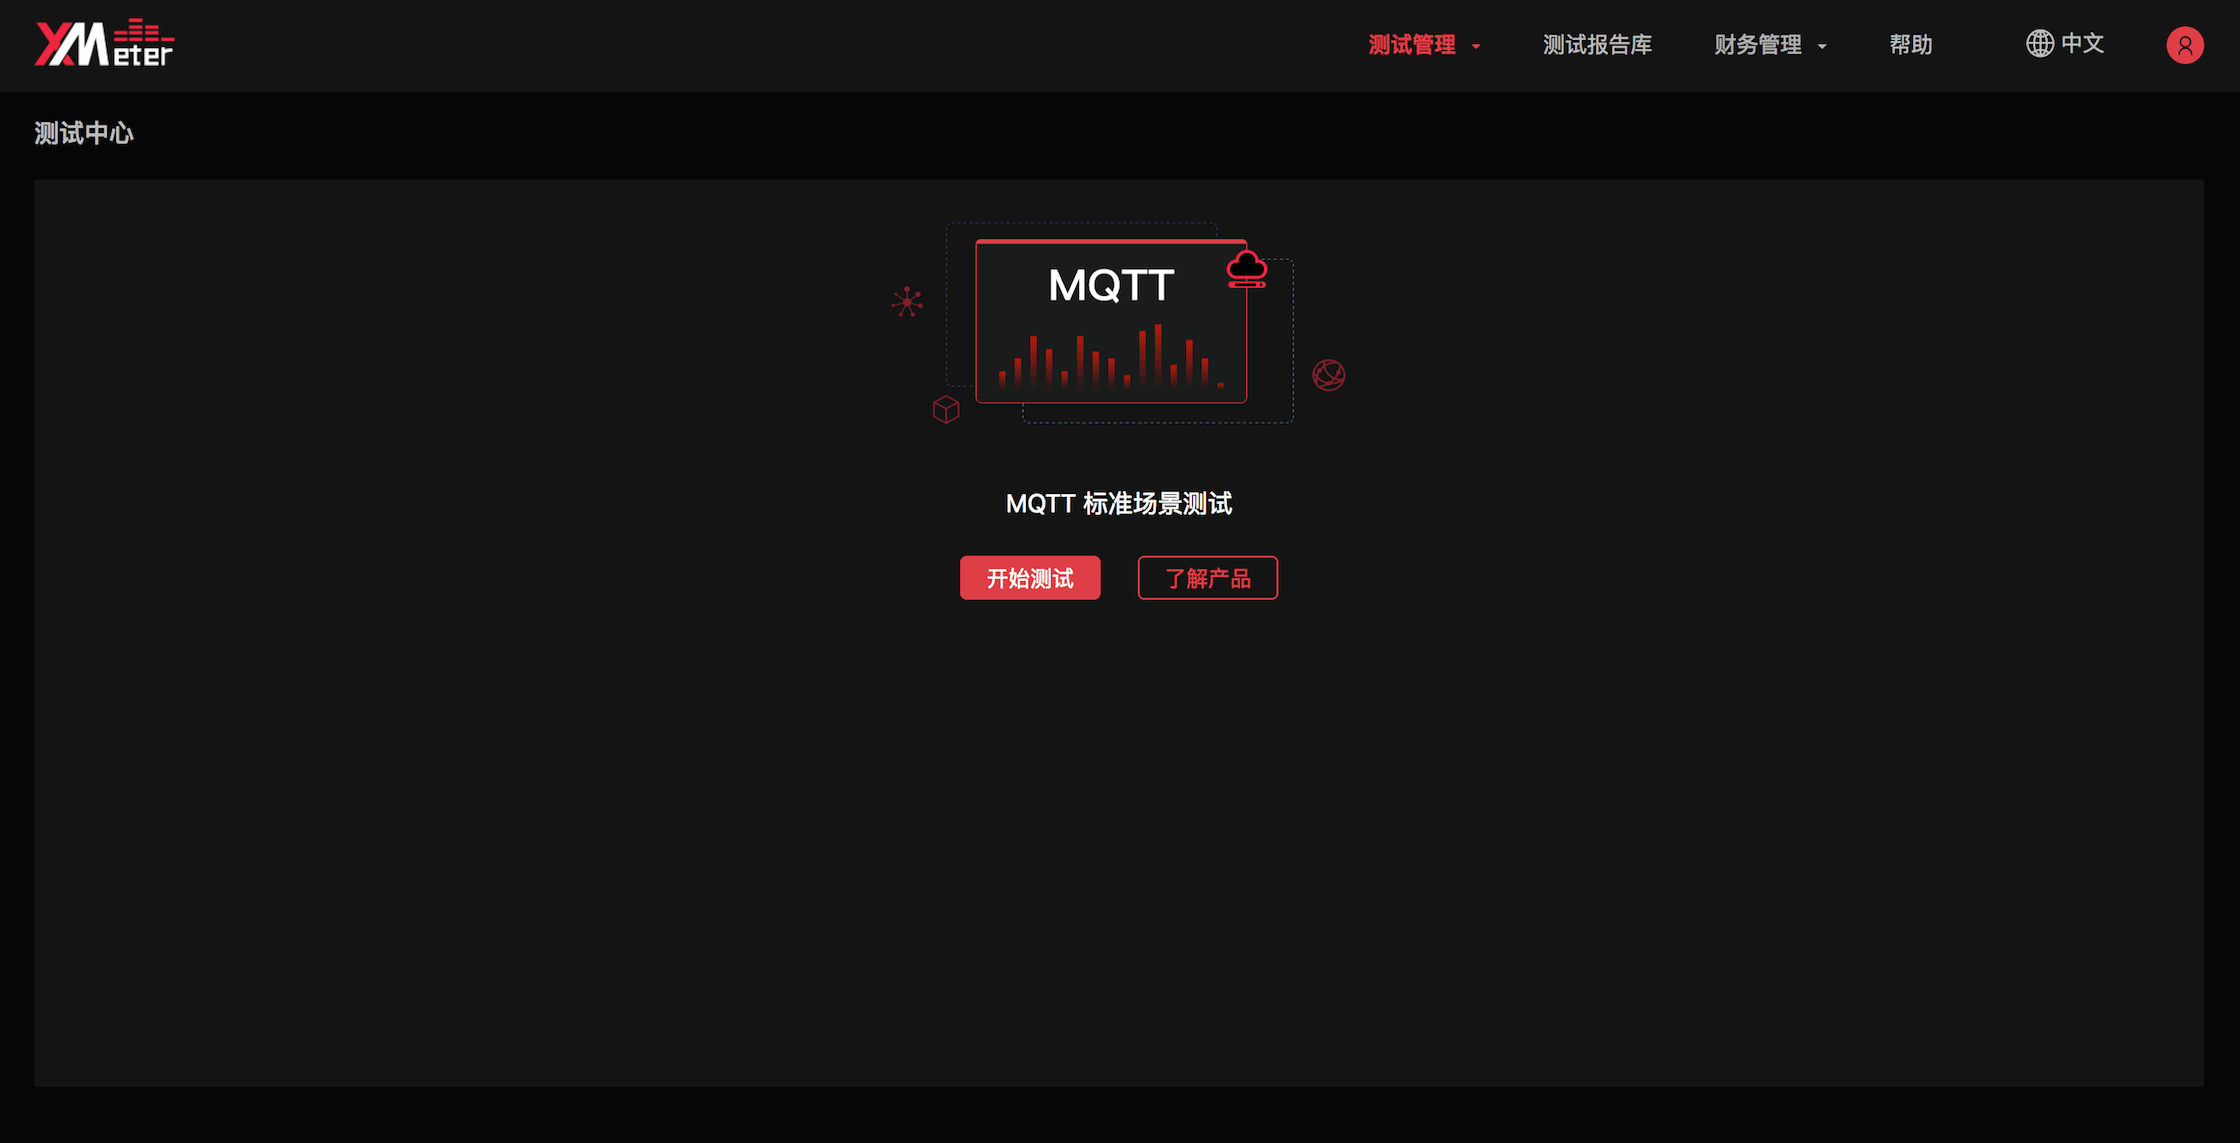 XMeter
测试管理
测试报告库
财务管理
帮助
中文
测试中心
MQTT
MQTT 标准场景测试
开始测试
了解产品